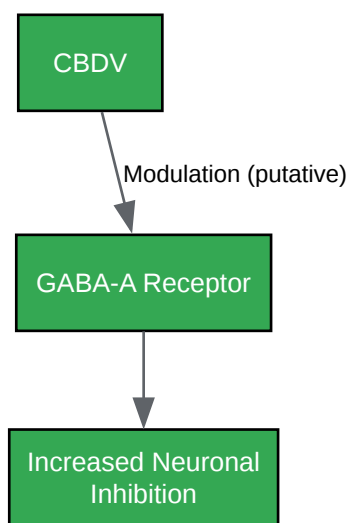 CBDV
Modulation (putative)
GABA-A Receptor
Increased Neuronal
Inhibition